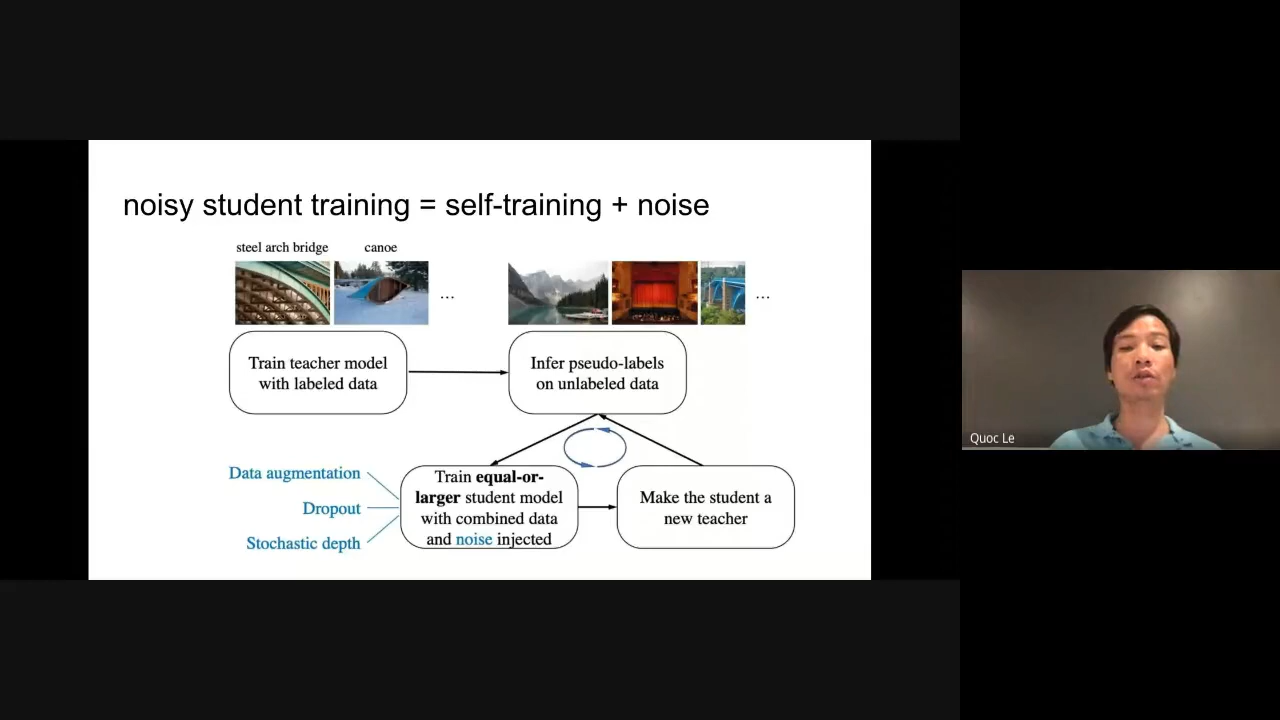 noisy student training = self-training + noise
steel arch bridge
canoe
...
...
Train teacher model
with labeled data
Infer pseudo-labels
on unlabeled data
Data augmentation
Dropout
Stochastic depth
Train equal-or-
larger student model
with combined data
and noise injected
Make the student a
new teacher
Quoc Le